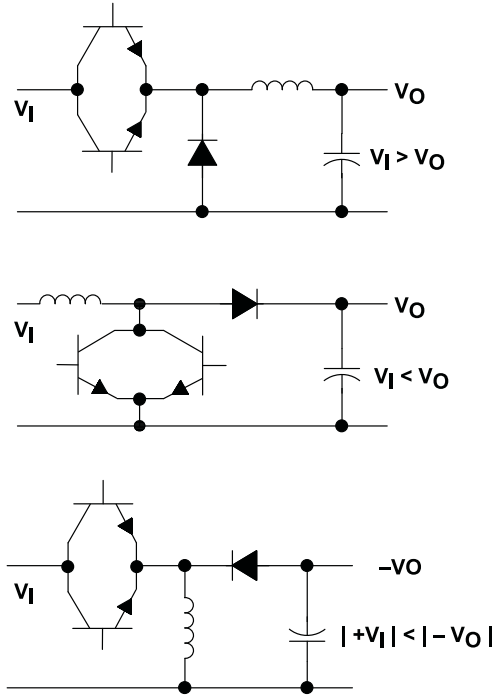 VI
VO
VI > VO
VI
VO
VI < VO
VI
–VO
| +VI | < | – VO |